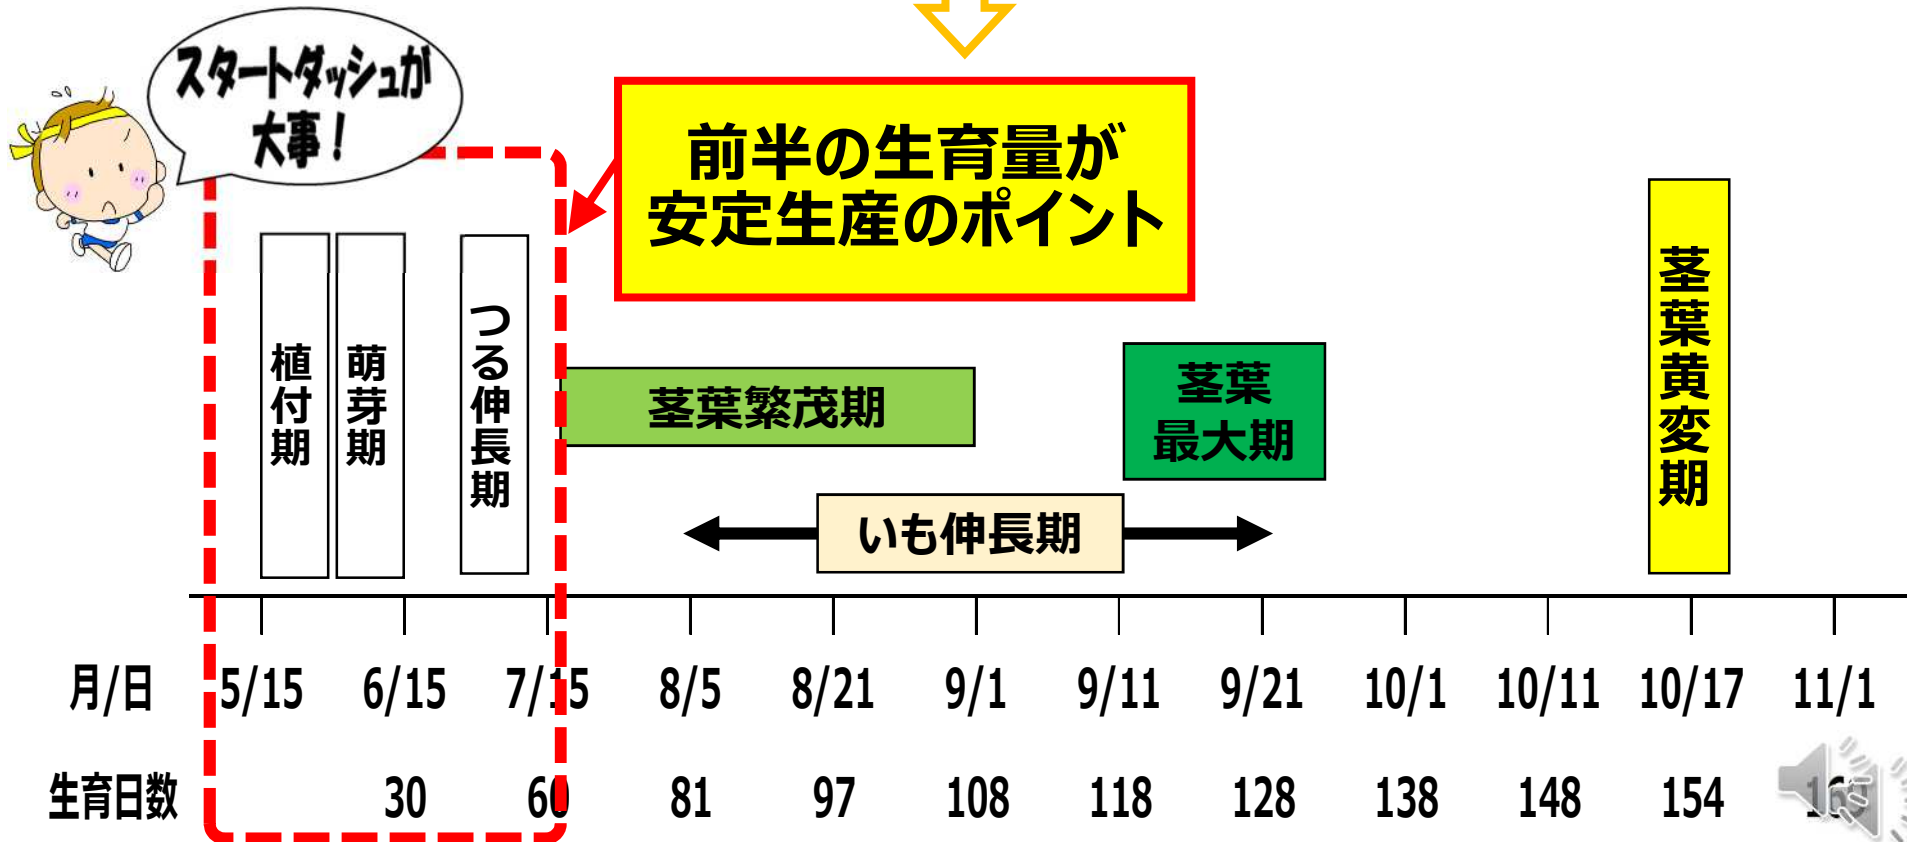 スタートダッシュが
大事！
前半の生育量が
安定生産のポイント
植付期
萌芽期
つる伸長期
茎葉繁茂期
茎葉
最大期
いも伸長期
茎葉黄変期
月/日 5/15 6/15 7/15 8/5 8/21 9/1 9/11 9/21 10/1 10/11 10/17 11/1
生育日数 30 60 81 97 108 118 128 138 148 154